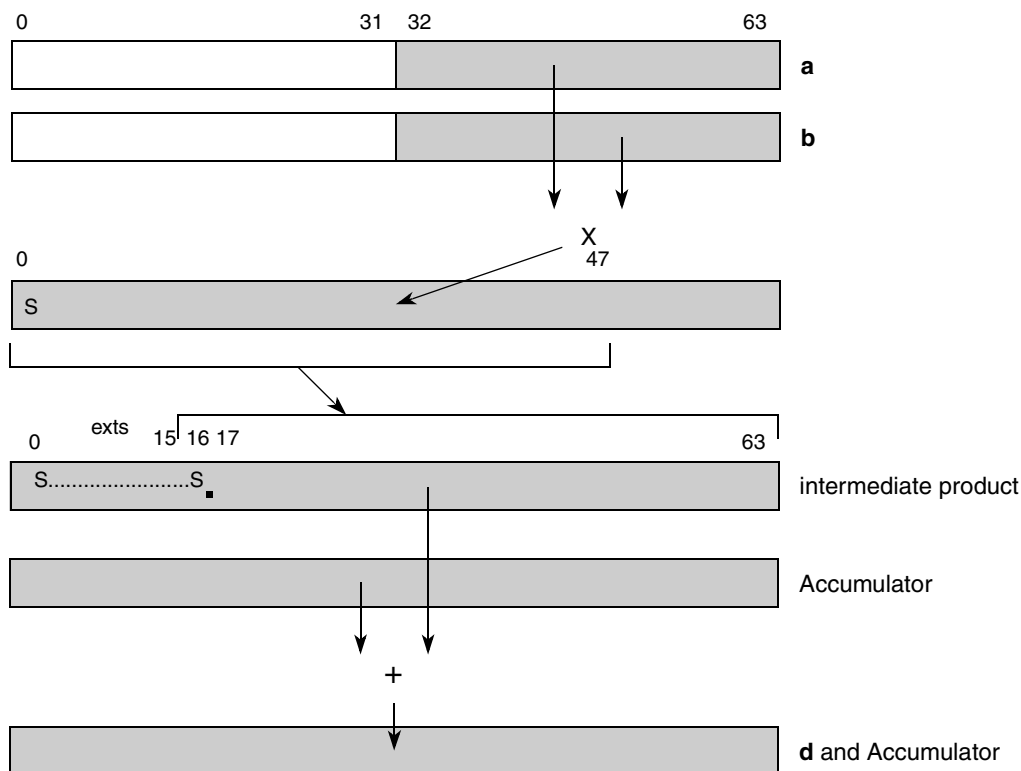 0 31 32 63
a
b
X
0 47
S
exts
0 15 16 17 63
S........................S.
intermediate product
Accumulator
+
d and Accumulator